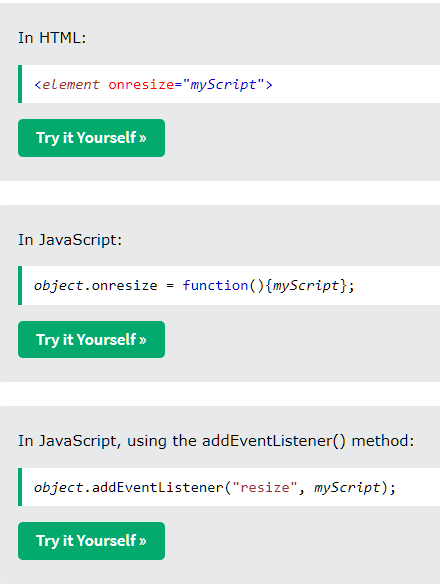 In HTML:
<element onresize="myScript">
Try it Yourself »
In JavaScript:
object.onresize = function(){myScript};
Try it Yourself »
In JavaScript, using the addEventListener() method:
object.addEventListener("resize", myScript);
Try it Yourself »